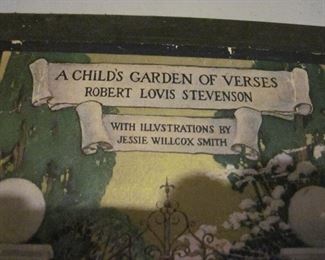 A CHILD'S GARDEN OF VERSES
ROBERT LOVIS STEVENSON
WITH ILLVSTRATIONS BY
JESSIE WILLCOX SMITH